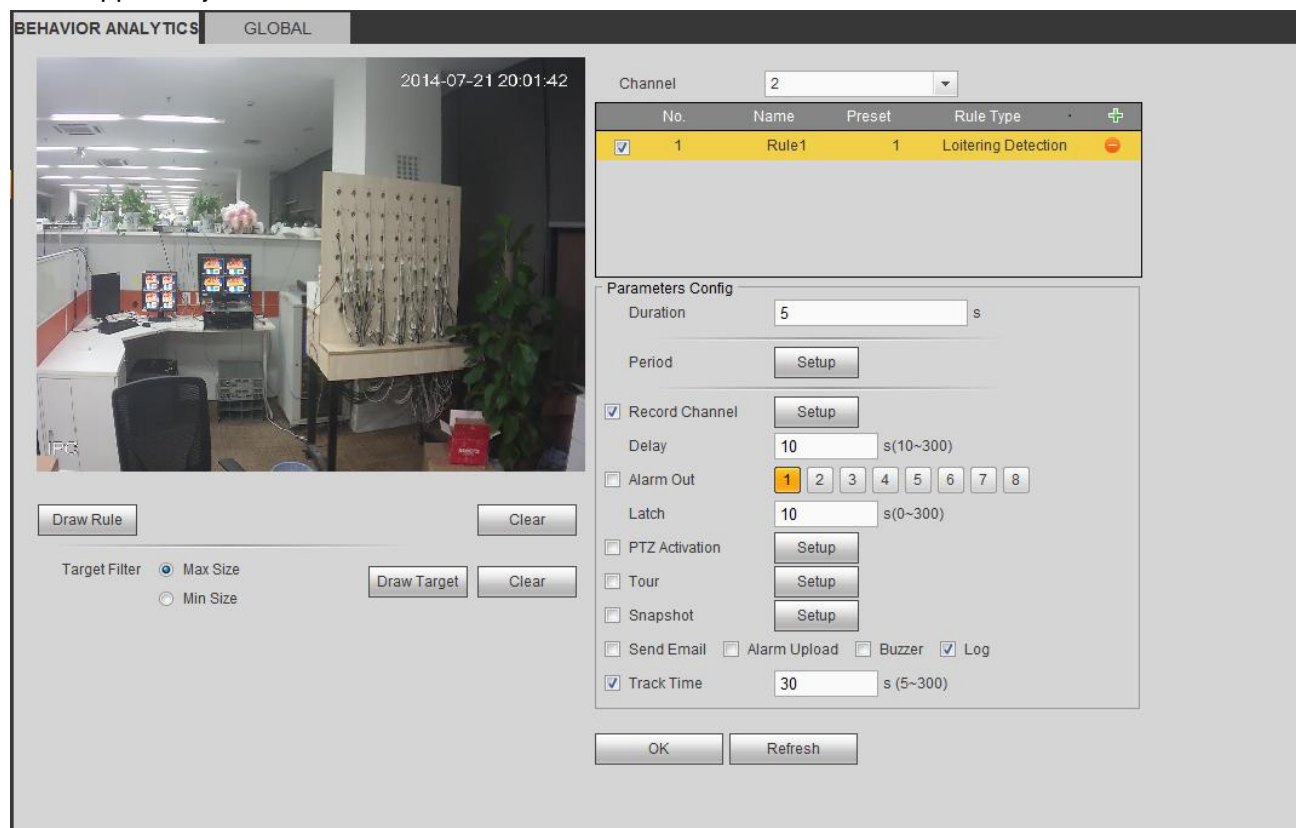 BEHAVIOR ANALYTICS GLOBAL
2014-07-21 20:01:42
IPC
Draw Rule Clear
Target Filter Max Size
Min Size
Draw Target Clear
Channel 2
No. Name Preset Rule Type
1 Rule1 1 Loitering Detection
Parameters Config
Duration 5 s
Period Setup
Record Channel Setup
Delay 10 s(10~300)
Alarm Out 1 2 3 4 5 6 7 8
Latch 10 s(0~300)
PTZ Activation Setup
Tour Setup
Snapshot Setup
Send Email Alarm Upload Buzzer Log
Track Time 30 s (5~300)
OK Refresh